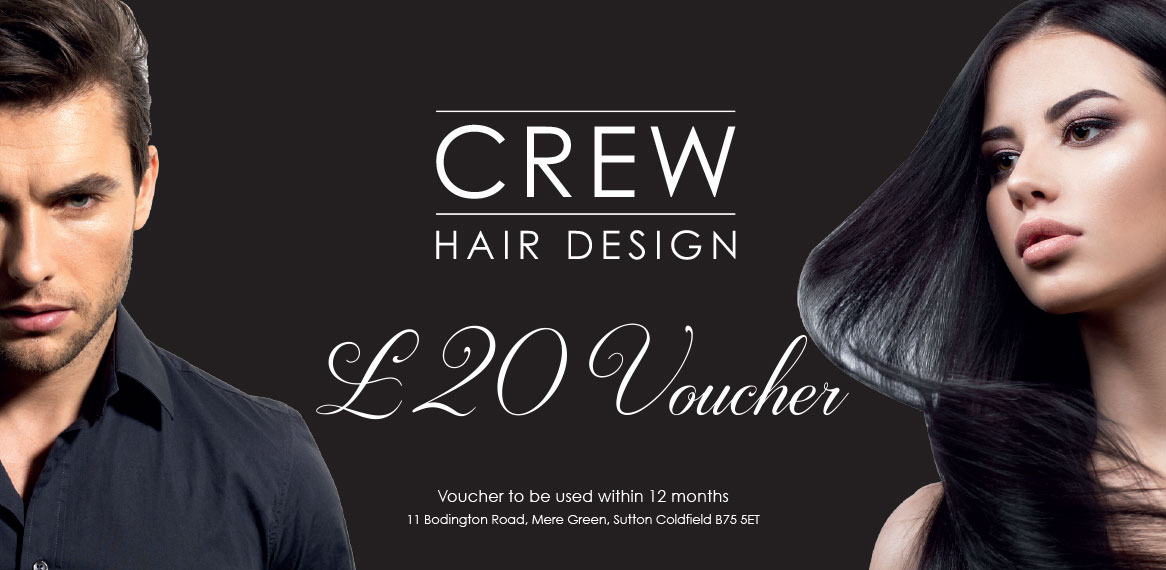 CREW
HAIR DESIGN
£20 Voucher
Voucher to be used within 12 months
11 Bodington Road, Mere Green, Sutton Coldfield B75 5ET